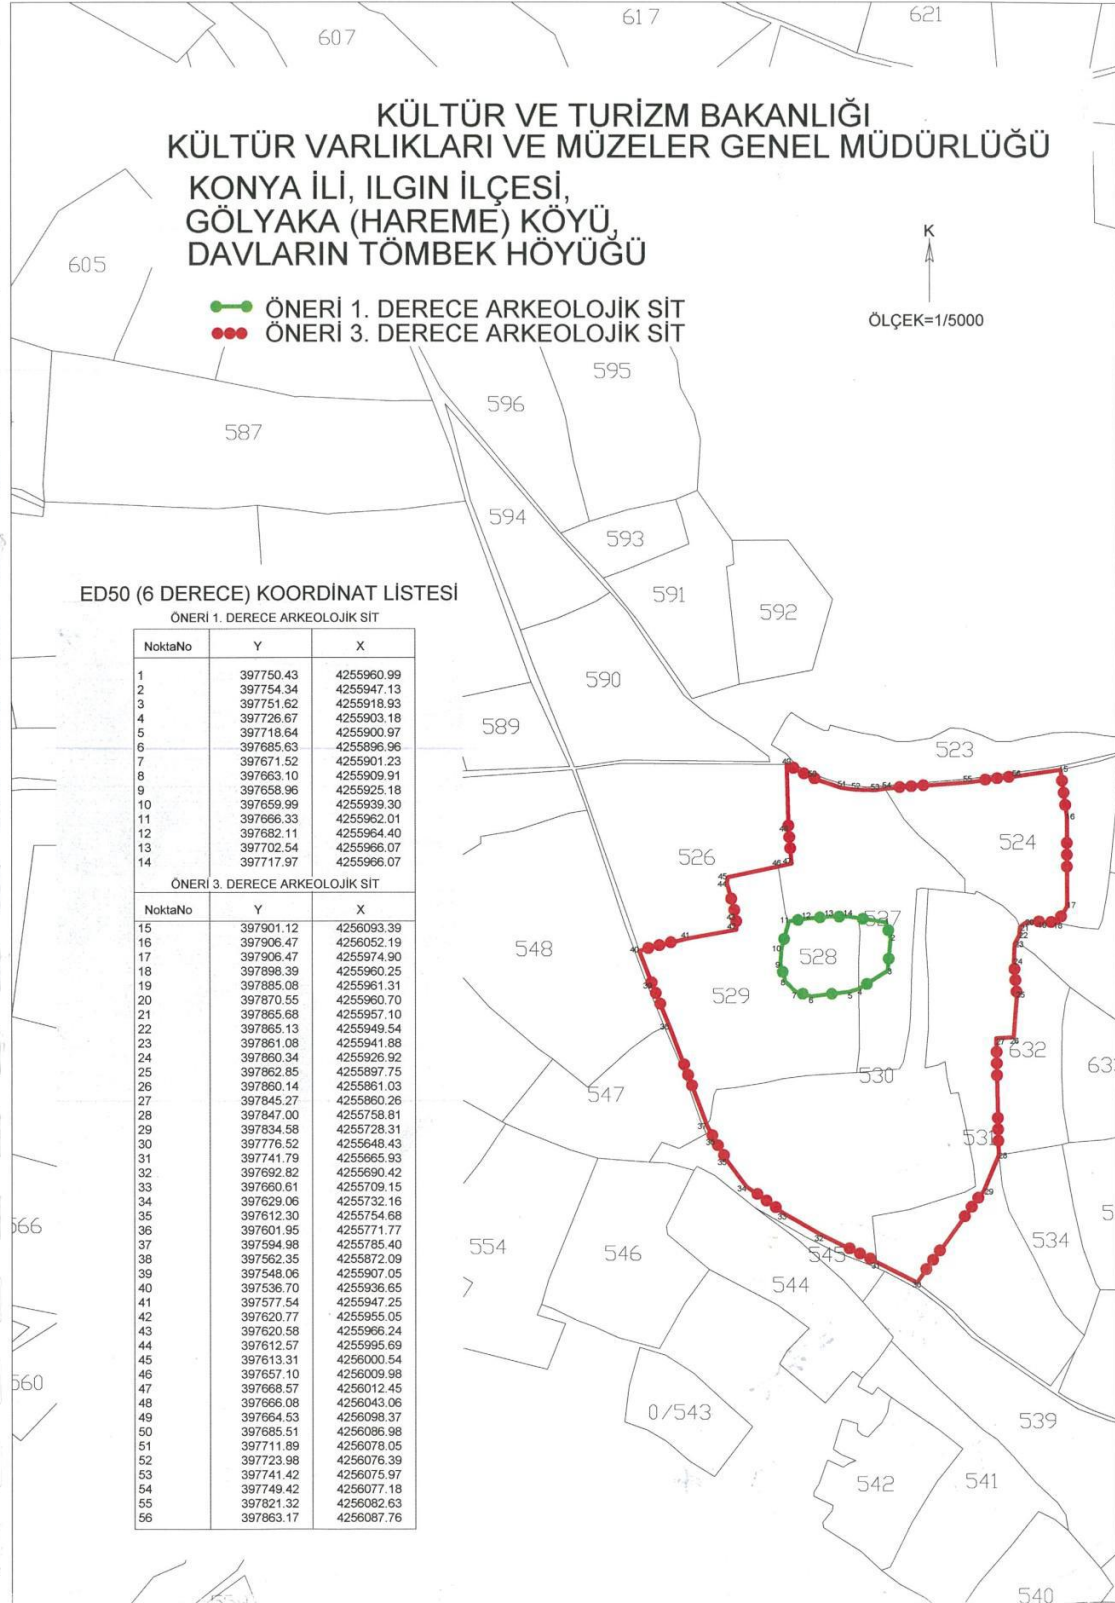 607
617
621
KÜLTÜR VE TURİZM BAKANLIĞI
KÜLTÜR VARLIKLARI VE MÜZELER GENEL MÜDÜRLÜĞÜ
KONYA İLİ, ILGIN İLÇESİ,
GÖLYAKA (HAREME) KÖYÜ,
DAVLARIN TÖMBEK HÖYÜĞÜ
K
605
ÖNERİ 1. DERECE ARKEOLOJİK SİT
ÖNERİ 3. DERECE ARKEOLOJİK SİT
ÖLÇEK=1/5000
595
596
587
594
593
591
592
590
589
ED50 (6 DERECE) KOORDİNAT LİSTESİ
ÖNERİ 1. DERECE ARKEOLOJİK SİT
NoktaNo Y X
1 397750.43 4255960.99
2 397754.34 4255947.13
3 397751.62 4255918.93
4 397726.67 4255903.18
5 397718.64 4255900.97
6 397685.63 4255896.96
7 397671.52 4255901.23
8 397663.10 4255909.91
9 397658.96 4255925.18
10 397659.99 4255939.30
11 397666.33 4255962.01
12 397682.11 4255964.40
13 397702.54 4255966.07
14 397717.97 4255966.07
ÖNERİ 3. DERECE ARKEOLOJİK SİT
NoktaNo Y X
15 397901.12 4256093.39
16 397906.47 4256052.19
17 397906.47 4255974.90
18 397898.39 4255960.25
19 397885.08 4255961.31
20 397870.55 4255960.70
21 397865.68 4255957.10
22 397865.13 4255949.54
23 397861.08 4255941.88
24 397860.34 4255926.92
25 397862.85 4255897.75
26 397860.14 4255861.03
27 397845.27 4255860.26
28 397847.00 4255758.81
29 397834.58 4255728.31
30 397776.52 4255648.43
31 397741.79 4255665.93
32 397692.82 4255690.42
33 397660.61 4255709.15
34 397629.06 4255732.16
35 397612.30 4255754.68
36 397601.95 4255771.77
37 397594.98 4255785.40
38 397562.35 4255872.09
39 397548.06 4255907.05
40 397536.70 4255936.65
41 397577.54 4255947.25
42 397620.77 4255955.05
43 397620.58 4255966.24
44 397612.57 4255995.69
45 397613.31 4256000.54
46 397657.10 4256009.98
47 397668.57 4256012.45
48 397666.08 4256043.06
49 397664.53 4256098.37
50 397685.51 4256086.98
51 397711.89 4256078.05
52 397723.98 4256076.39
53 397741.42 4256075.97
54 397749.42 4256077.18
55 397821.32 4256082.63
56 397863.17 4256087.76
523
524
526
527
528
548
529
530
632
547
531
534
545
546
544
554
566
560
0/543
539
542
541
540